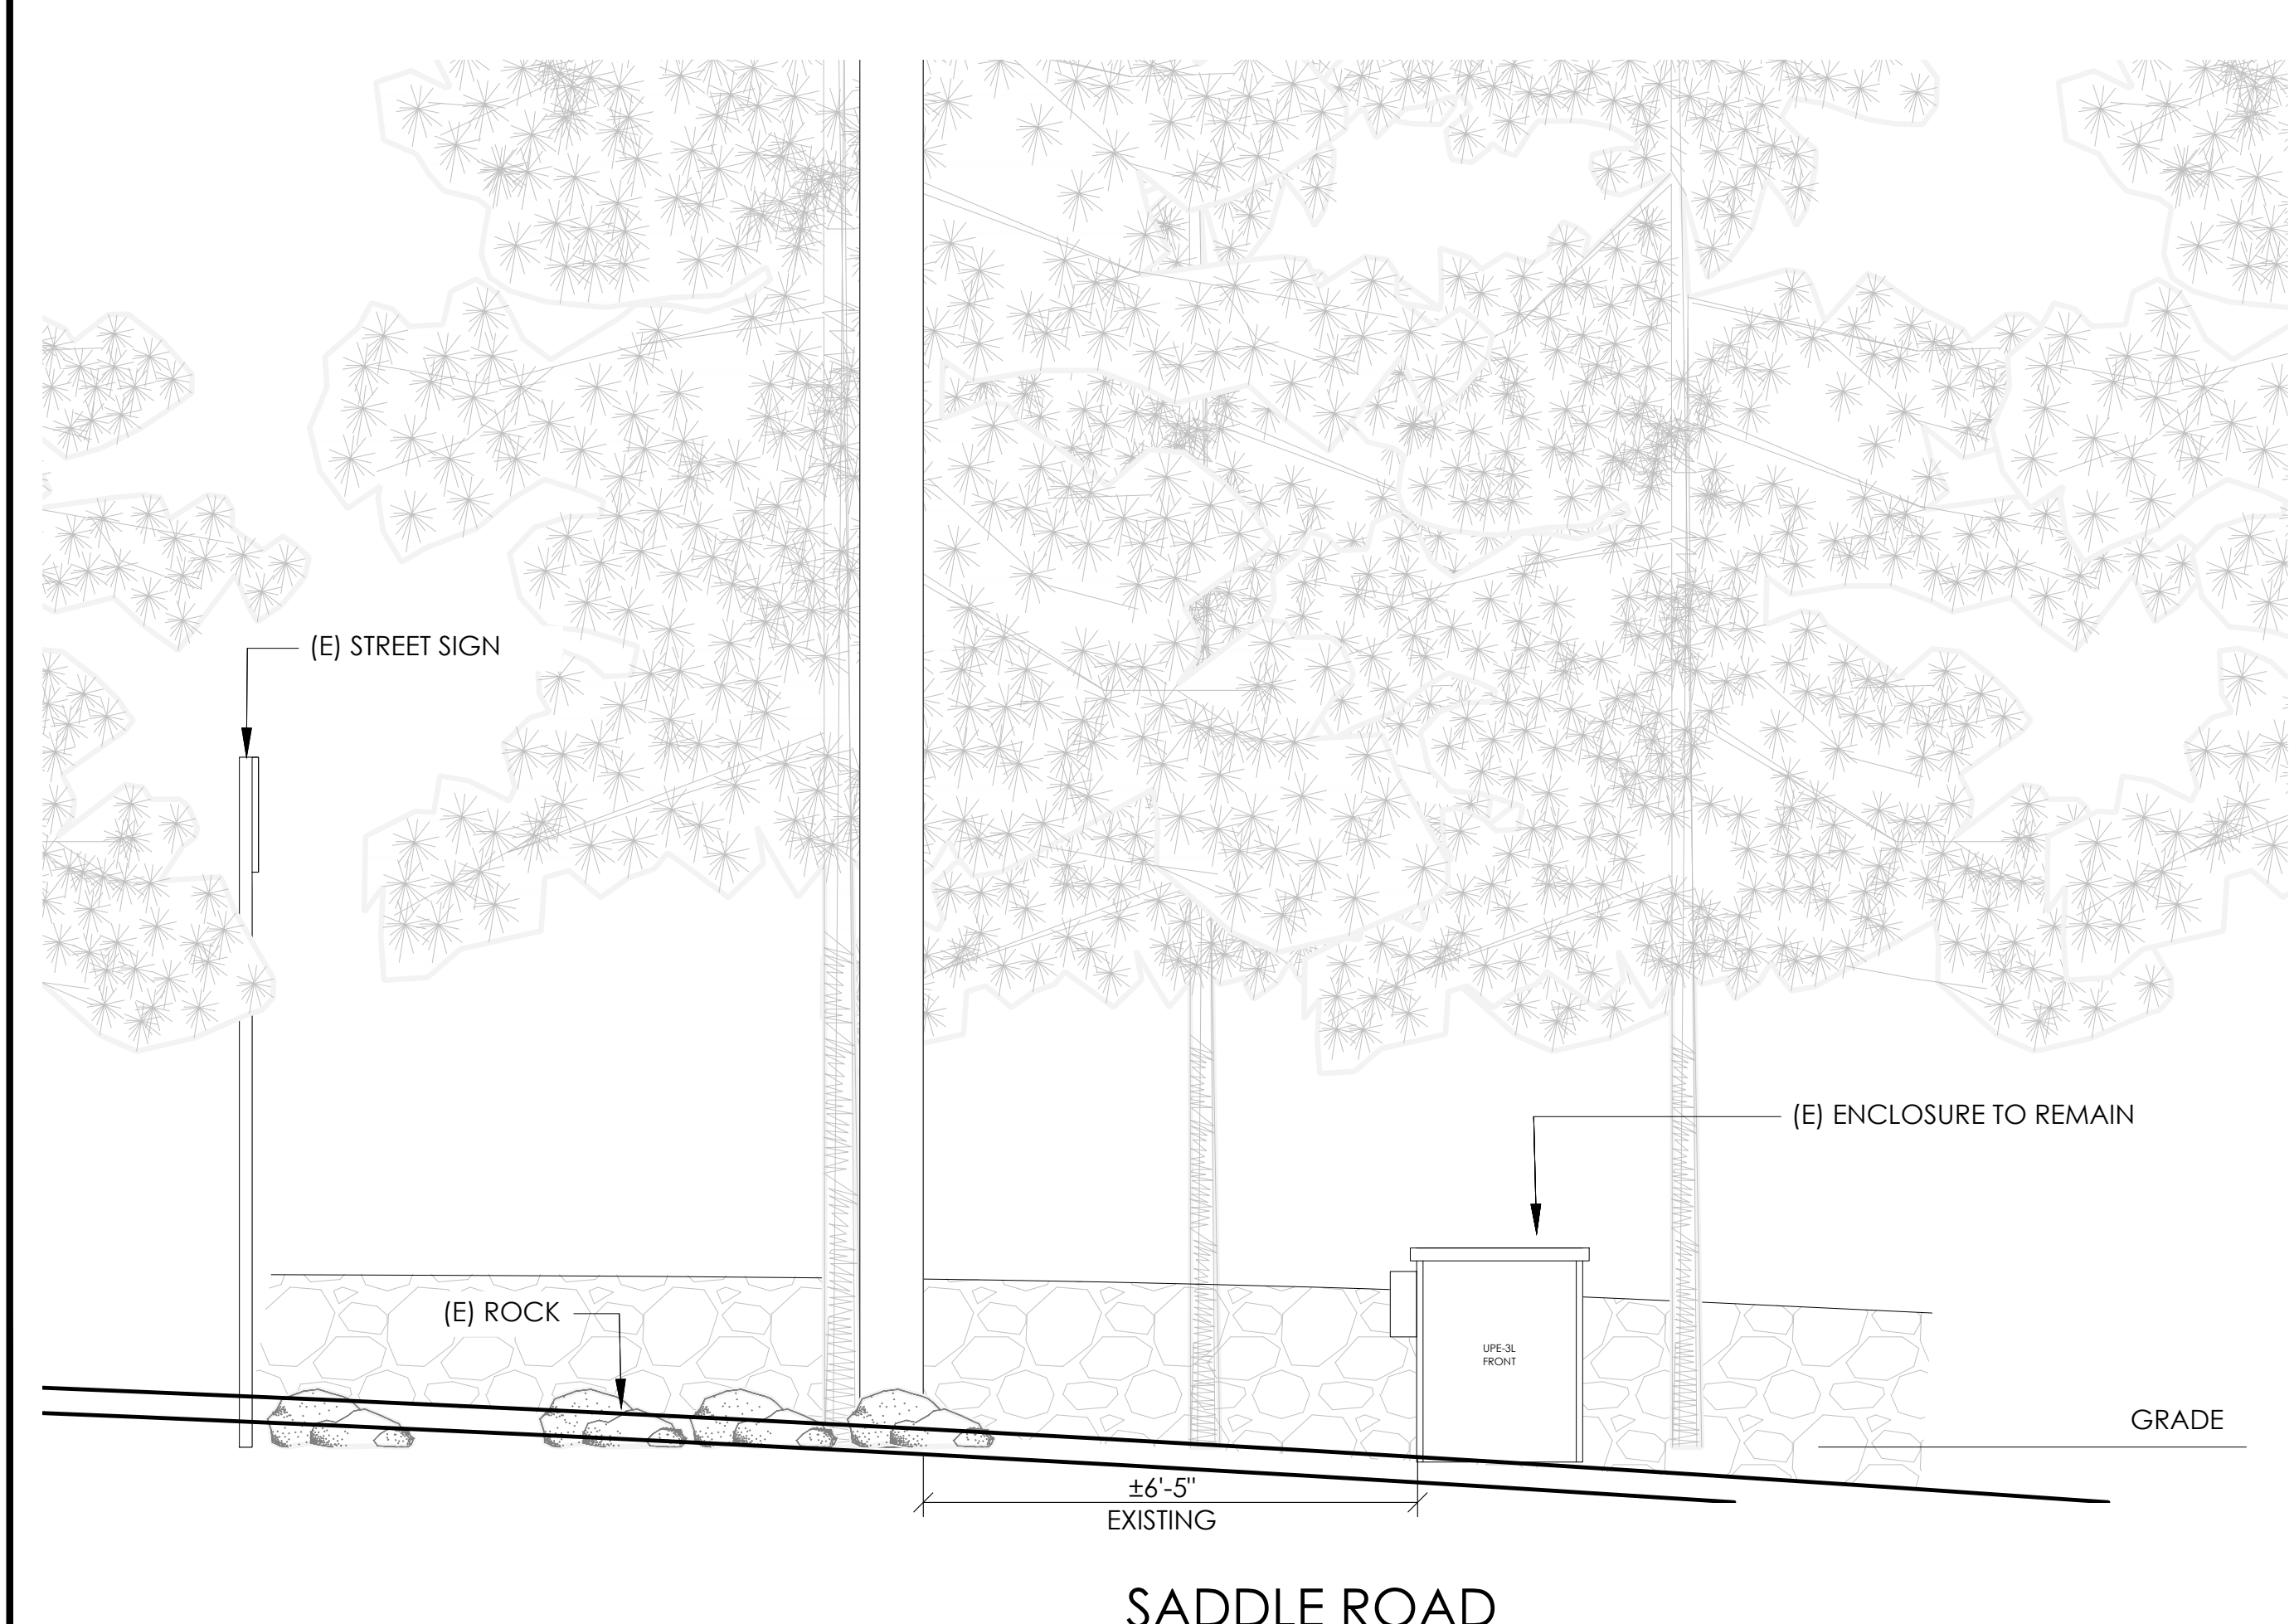 (E) STREET SIGN
(E) ENCLOSURE TO REMAIN
(E) ROCK
UPE-3L
FRONT
GRADE
±6'-5"
EXISTING
SADDLE ROAD